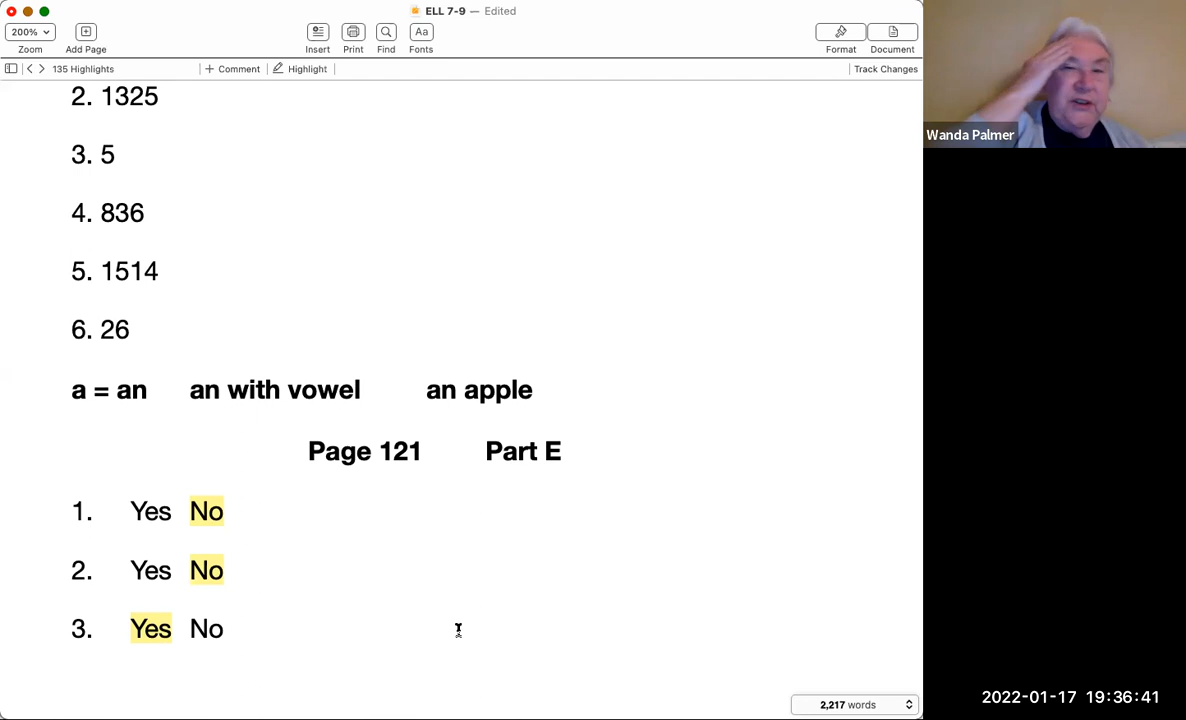 ELL 7-9 — Edited
200%
Zoom
Add Page
Insert
Print
Find
Aa
Fonts
Format
Document
135 Highlights
+ Comment
Highlight
Track Changes
2. 1325
3. 5
4. 836
5. 1514
6. 26
a = an an with vowel an apple
Page 121 Part E
1. Yes No
2. Yes No
3. Yes No
2,217 words
Wanda Palmer
2022-01-17 19:36:41